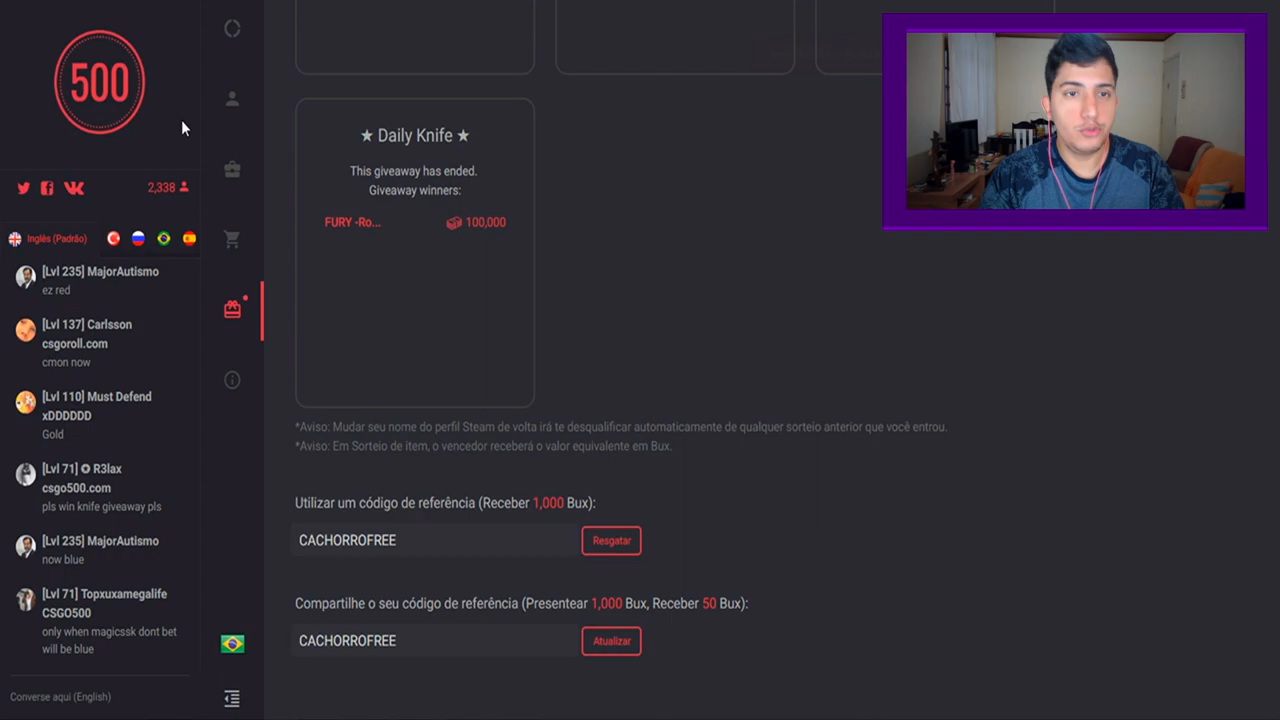 500
2,338
Inglês (Padrão)
[Lvl 235] MajorAutismo
ez red
[Lvl 137] Carlsson
csgoroll.com
cmon now
[Lvl 110] Must Defend
xDDDDDD
Gold
[Lvl 71] ✪ R3lax
csgo500.com
pls win knife giveaway pls
[Lvl 235] MajorAutismo
now blue
[Lvl 71] Topxuxamegalife
CSGO500
only when magicssk dont bet
will be blue
Converse aqui (English)
★ Daily Knife ★
This giveaway has ended.
Giveaway winners:
FURY -Ro... 100,000
*Aviso: Mudar seu nome do perfil Steam de volta irá te desqualificar automaticamente de qualquer sorteio anterior que você entrou.
*Aviso: Em Sorteio de item, o vencedor receberá o valor equivalente em Bux.
Utilizar um código de referência (Receber 1,000 Bux):
CACHORROFREE Resgatar
Compartilhe o seu código de referência (Presentear 1,000 Bux, Receber 50 Bux):
CACHORROFREE Atualizar